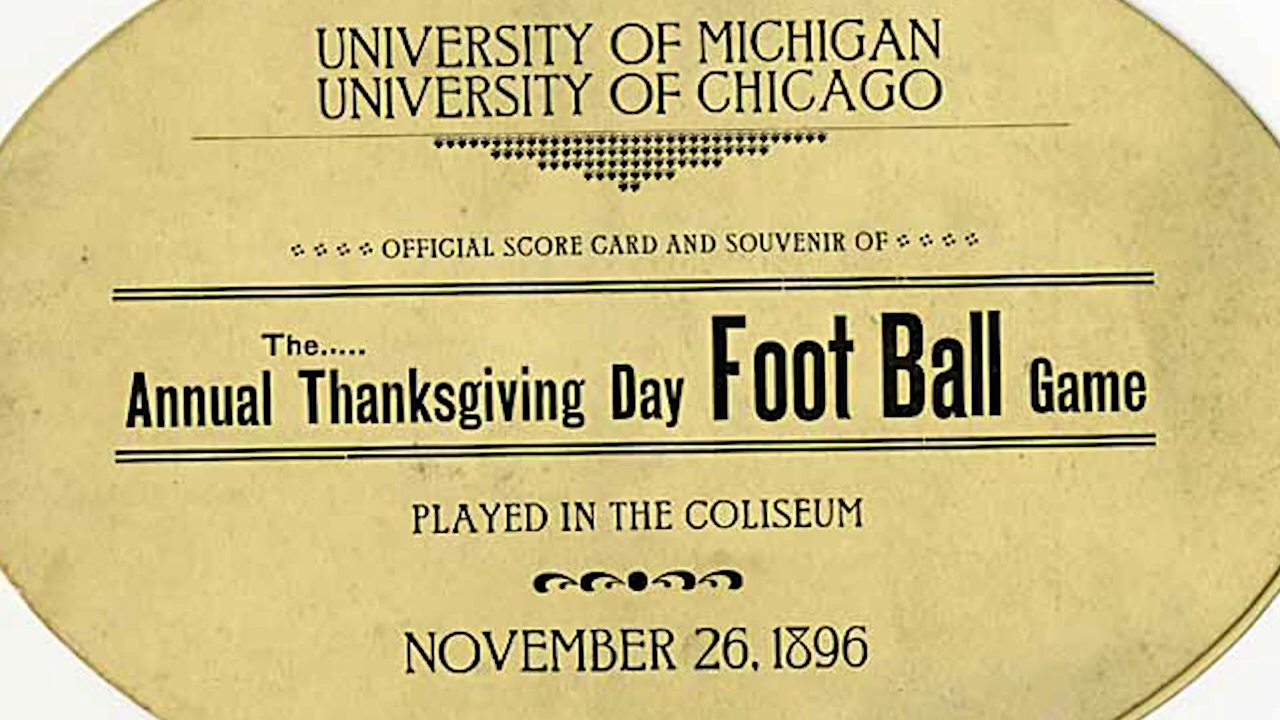 UNIVERSITY OF MICHIGAN
UNIVERSITY OF CHICAGO
OFFICIAL SCORE CARD AND SOUVENIR OF
The.....
Annual Thanksgiving Day Foot Ball Game
PLAYED IN THE COLISEUM
NOVEMBER 26, 1896